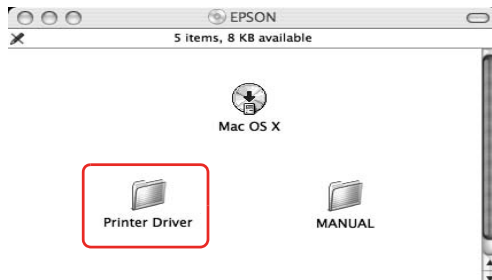 EPSON
5 items, 8 KB available
Mac OS X
Printer Driver
MANUAL